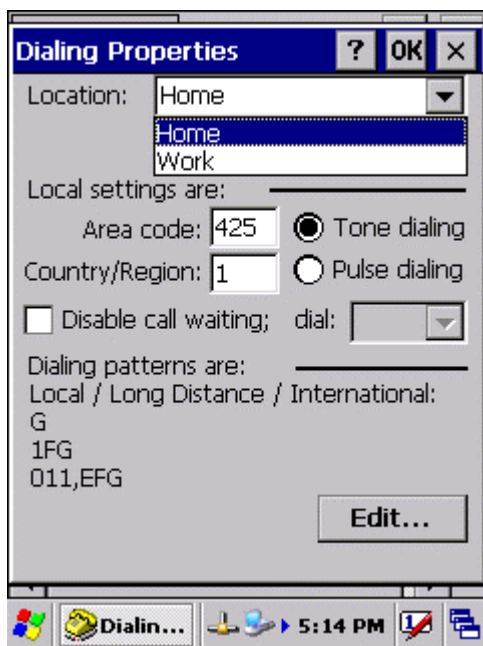 Dialing Properties ? OK ×
Location: Home
Home
Work
Local settings are:
Area code: 425 Tone dialing
Country/Region: 1 Pulse dialing
Disable call waiting; dial:
Dialing patterns are:
Local / Long Distance / International:
G
1FG
011,EFG
Edit...
Dialin... 5:14 PM